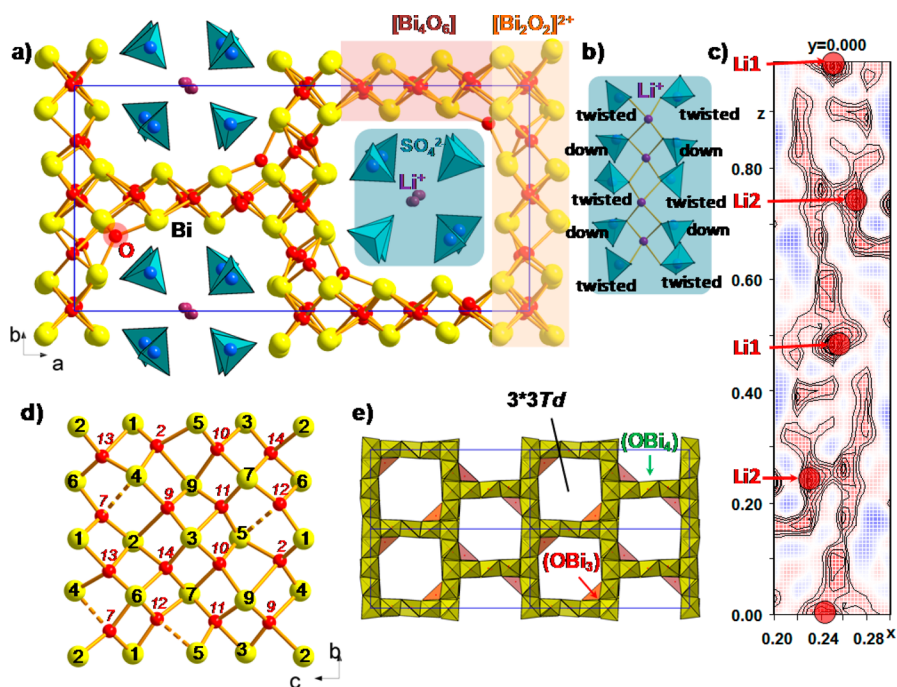 a)
[Bi4O6]
[Bi2O2]2+
SO4 2-
Li+
O
Bi
b
a
b)
Li+
twisted twisted
down down
twisted twisted
down down
twisted twisted
c)
y=0.000
Li1
z
0.80
Li2
0.60
Li1
0.40
Li2
0.20
0.00
0.20 0.24 0.28 x
d)
2 1 5 3 2
13 2 10 14
6 4 9 7 6
7 9 11 12
1 2 3 5 1
13 14 10 2
4 6 7 9 4
7 12 11 9
2 1 5 3 2
b
c
e)
3*3Td
(OBi4)
(OBi3)